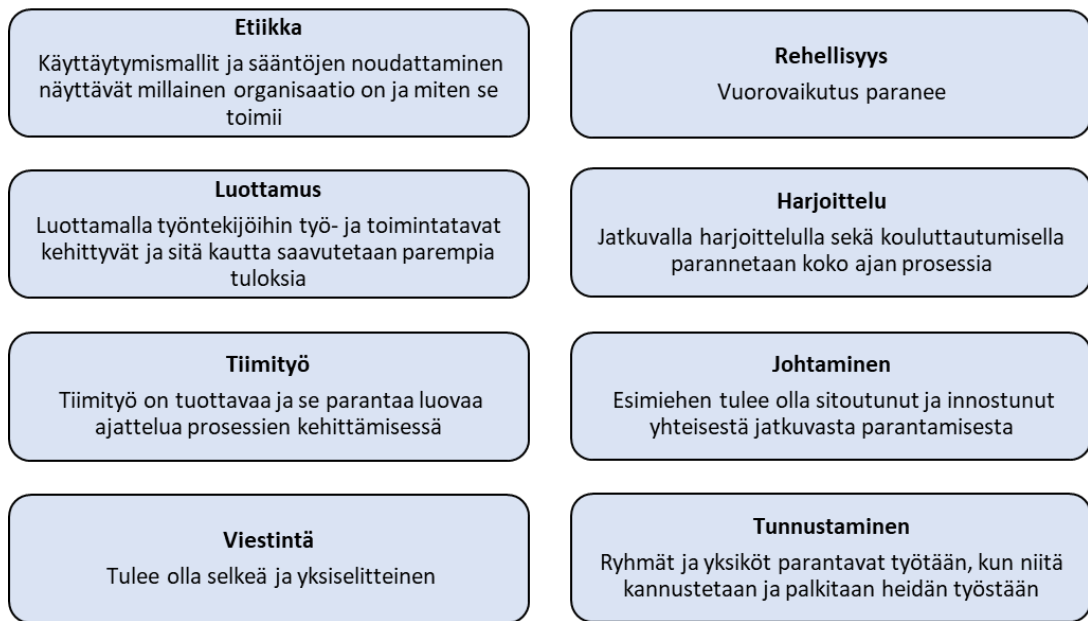 Etiikka
Käyttäytymismallit ja sääntöjen noudattaminen
näyttävät millainen organisaatio on ja miten se
toimii
Rehellisyys
Vuorovaikutus paranee
Luottamus
Luottamalla työntekijöihin työ- ja toimintatavat
kehittyvät ja sitä kautta saavutetaan parempia
tuloksia
Harjoittelu
Jatkuvalla harjoittelulla sekä kouluttautumisella
parannetaan koko ajan prosessia
Tiimityö
Tiimityö on tuottavaa ja se parantaa luovaa
ajattelua prosessien kehittämisessä
Johtaminen
Esimiehen tulee olla sitoutunut ja innostunut
yhteisestä jatkuvasta parantamisesta
Viestintä
Tulee olla selkeä ja yksiselitteinen
Tunnustaminen
Ryhmät ja yksiköt parantavat työtään, kun niitä
kannustetaan ja palkitaan heidän työstään